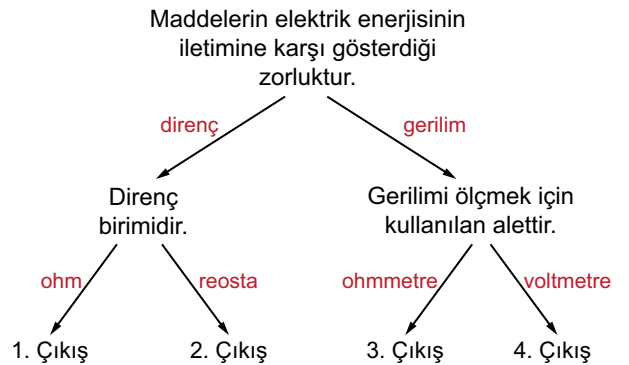 Maddelerin elektrik enerjisinin
iletimine karşı gösterdiği
zorluktur.
direnç
gerilim
Direnç
birimidir.
Gerilimi ölçmek için
kullanılan alettir.
ohm
reosta
ohmmetre
voltmetre
1. Çıkış
2. Çıkış
3. Çıkış
4. Çıkış